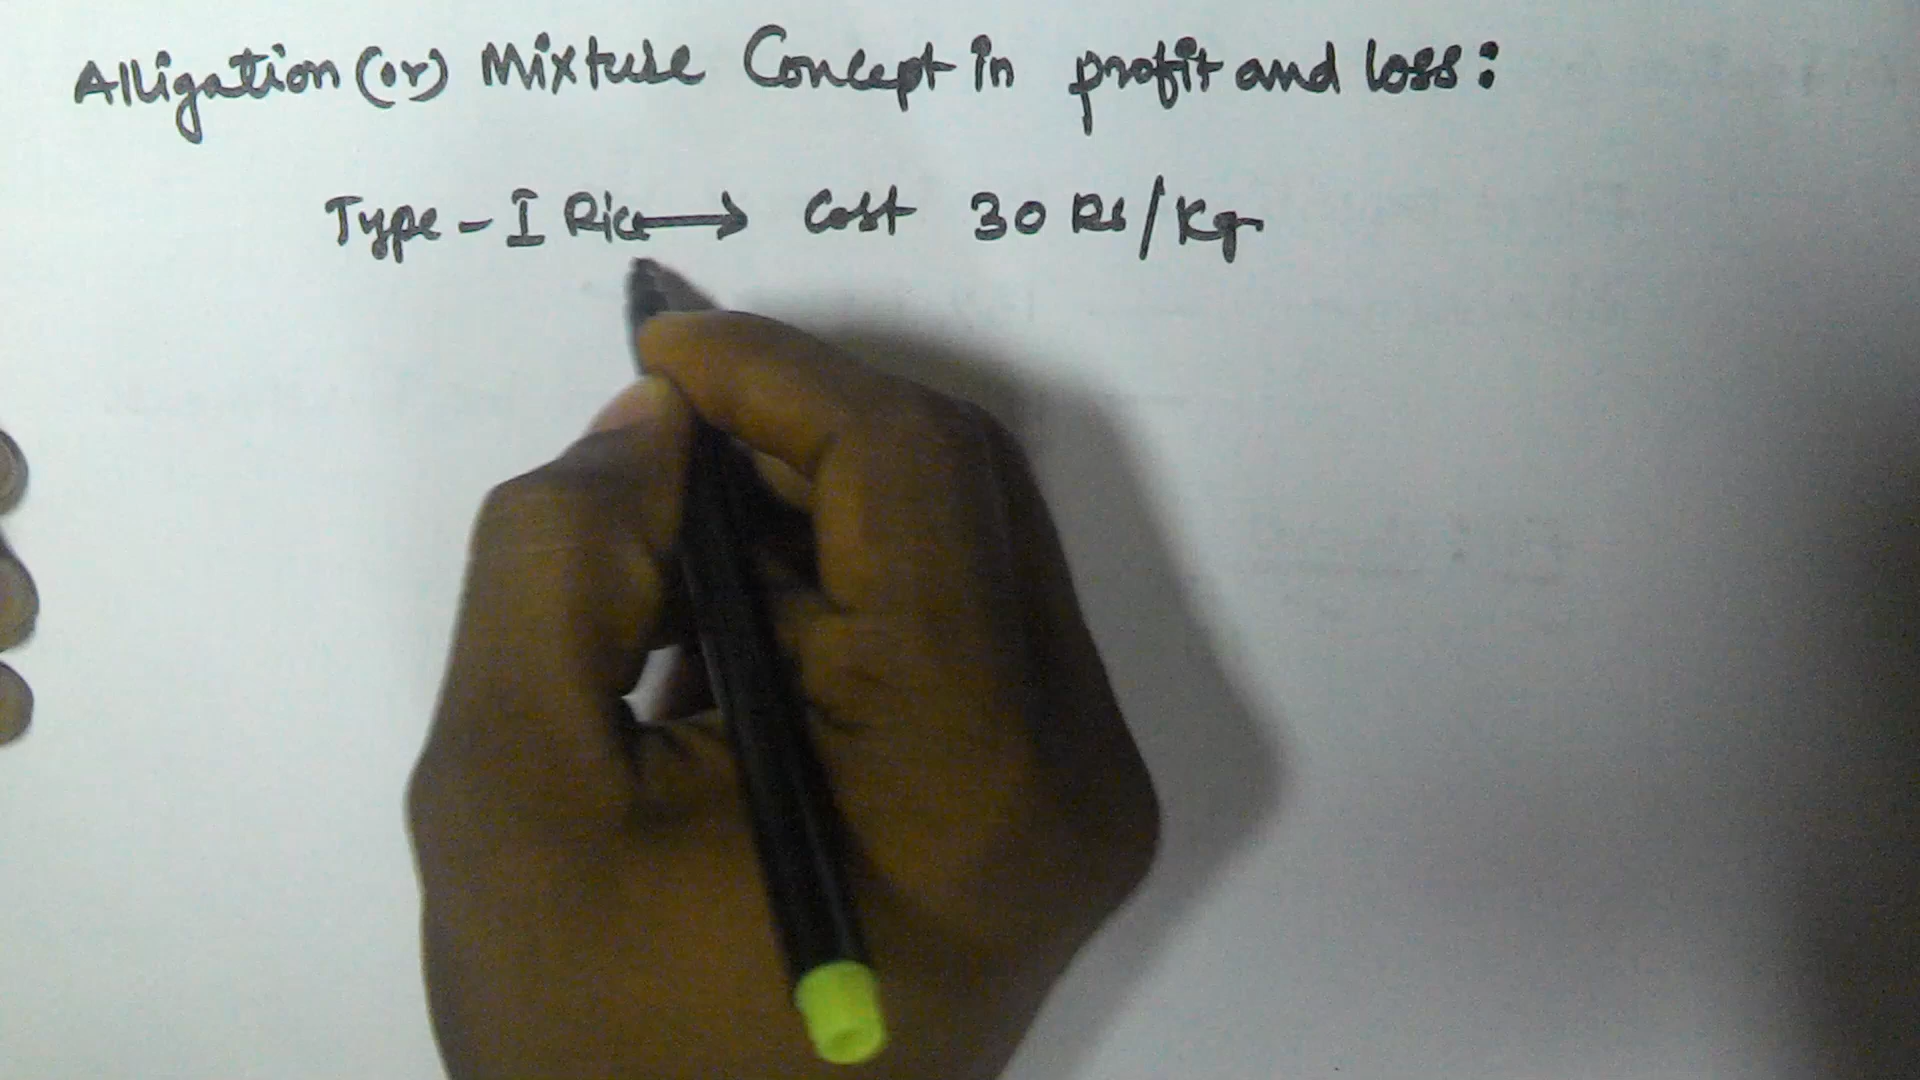 Alligation (or) Mixture Concept in profit and loss:
Type - I Rice → Cost 30 Rs/Kg